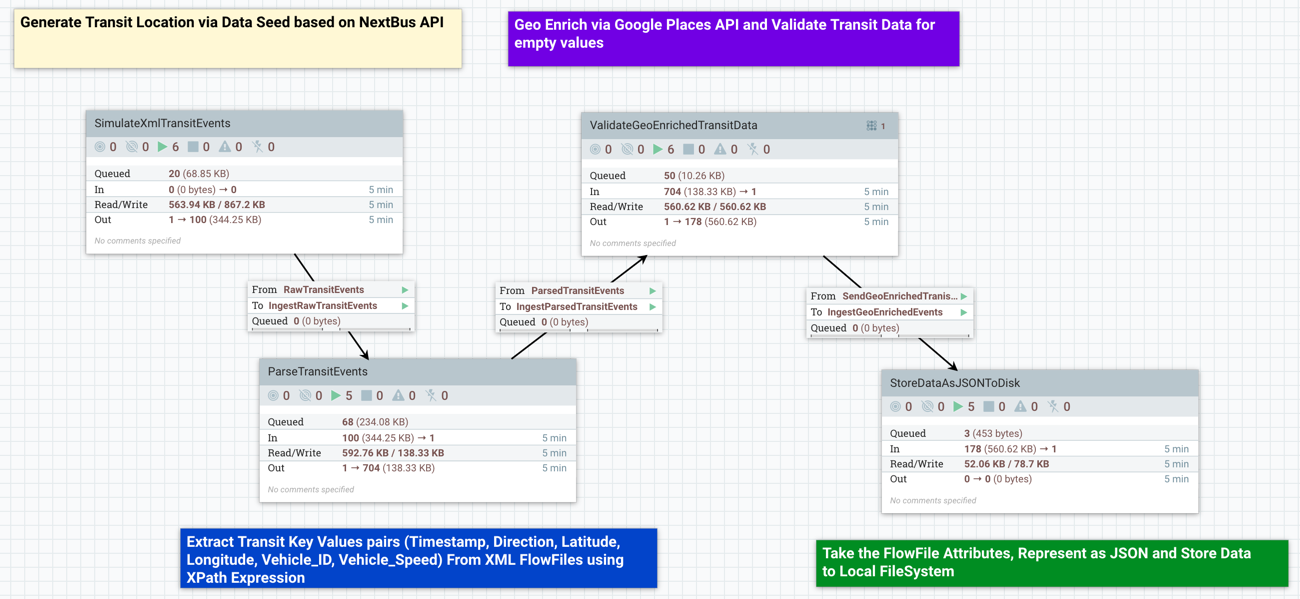 Generate Transit Location via Data Seed based on NextBus API
Geo Enrich via Google Places API and Validate Transit Data for
empty values
SimulateXmlTransitEvents
0 0 6 0 0 0
Queued 20 (68.85 KB)
In 0 (0 bytes) → 0 5 min
Read/Write 563.94 KB / 867.2 KB 5 min
Out 1 → 100 (344.25 KB) 5 min
No comments specified
ValidateGeoEnrichedTransitData 1
0 0 6 0 0 0
Queued 50 (10.26 KB)
In 704 (138.33 KB) → 1 5 min
Read/Write 560.62 KB / 560.62 KB 5 min
Out 1 → 178 (560.62 KB) 5 min
No comments specified
From RawTransitEvents
To IngestRawTransitEvents
Queued 0 (0 bytes)
From ParsedTransitEvents
To IngestParsedTransitEvents
Queued 0 (0 bytes)
From SendGeoEnrichedTranis...
To IngestGeoEnrichedEvents
Queued 0 (0 bytes)
ParseTransitEvents
0 0 5 0 0 0
Queued 68 (234.08 KB)
In 100 (344.25 KB) → 1 5 min
Read/Write 592.76 KB / 138.33 KB 5 min
Out 1 → 704 (138.33 KB) 5 min
No comments specified
StoreDataAsJSONToDisk
0 0 5 0 0 0
Queued 3 (453 bytes)
In 178 (560.62 KB) → 1 5 min
Read/Write 52.06 KB / 78.7 KB 5 min
Out 0 → 0 (0 bytes) 5 min
No comments specified
Extract Transit Key Values pairs (Timestamp, Direction, Latitude,
Longitude, Vehicle_ID, Vehicle_Speed) From XML FlowFiles using
XPath Expression
Take the FlowFile Attributes, Represent as JSON and Store Data
to Local FileSystem